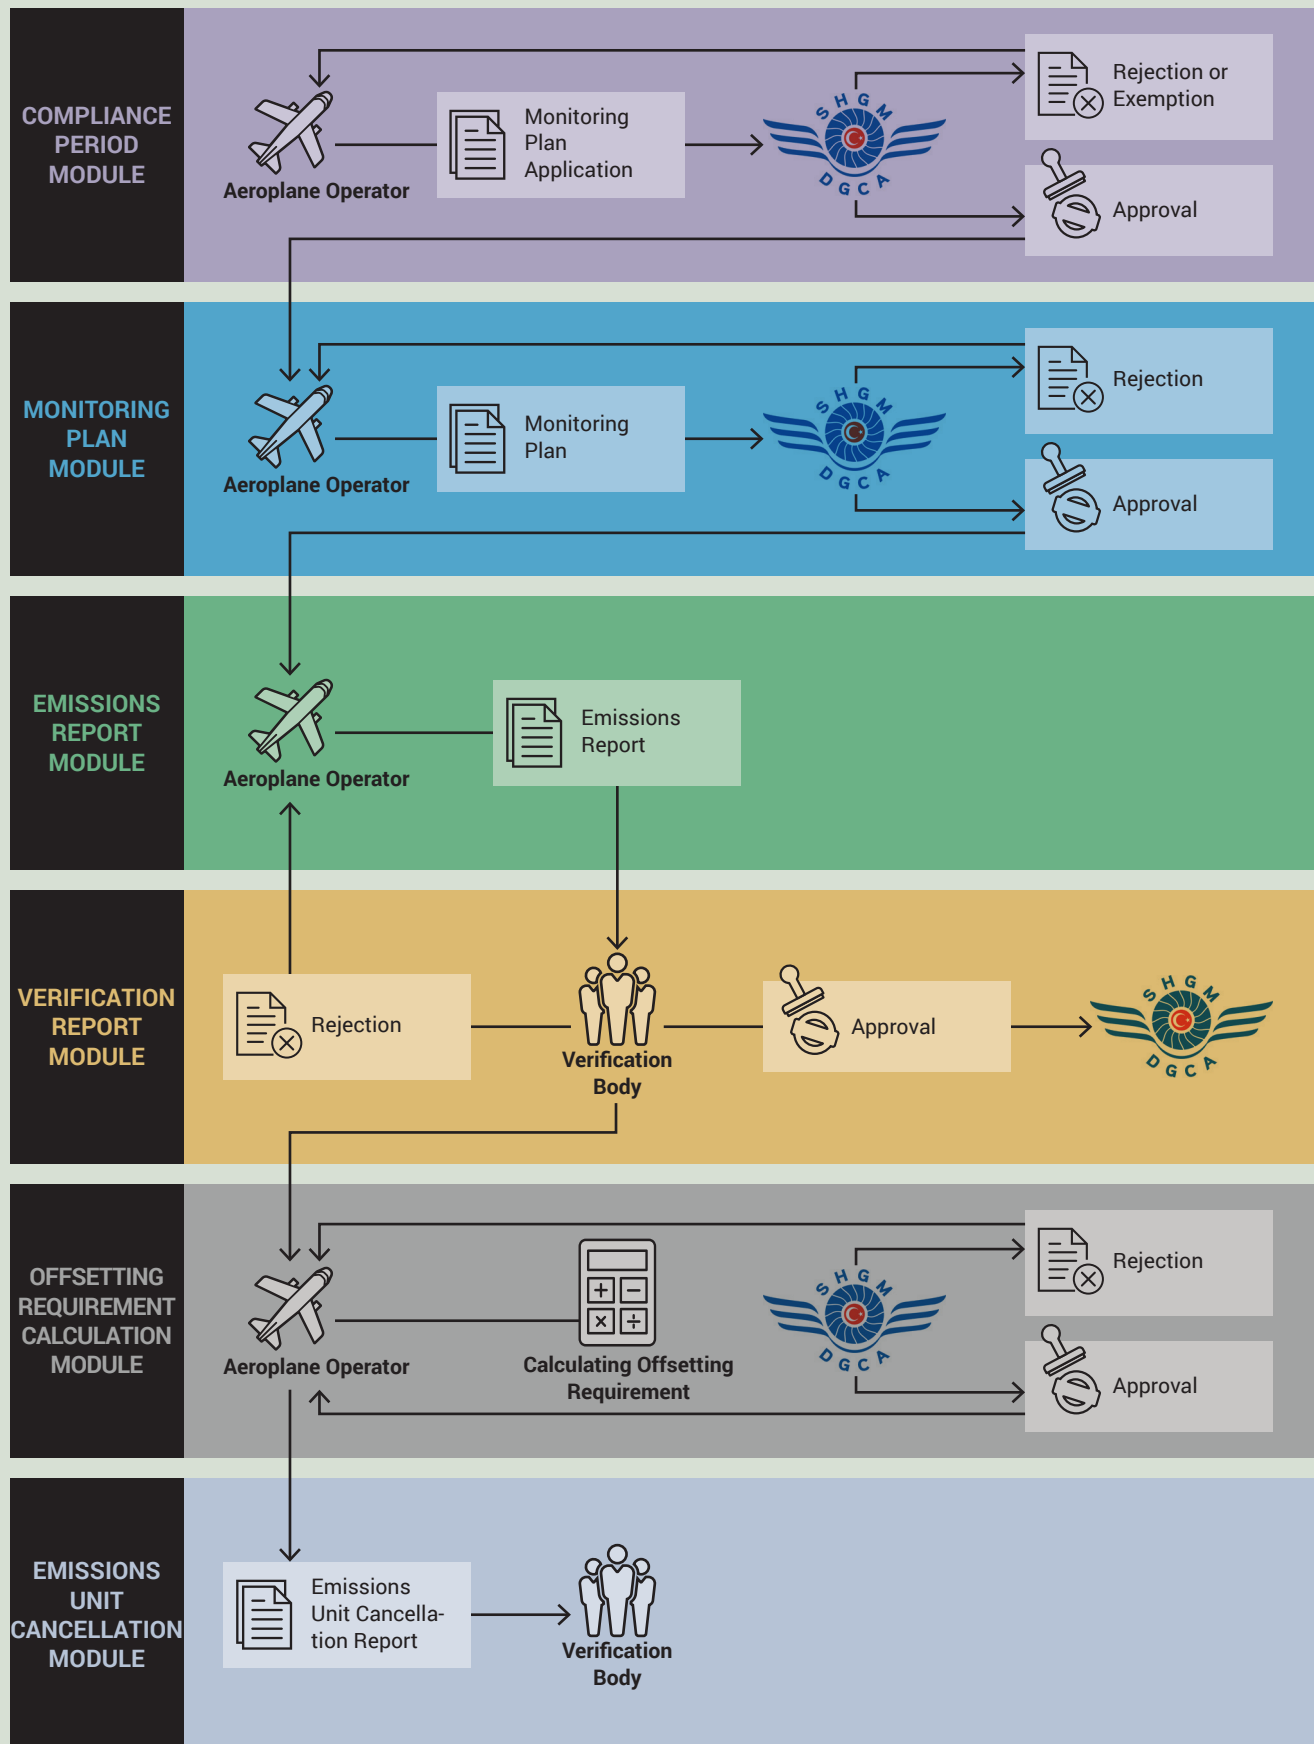 COMPLIANCE
PERIOD
MODULE
Aeroplane Operator
Monitoring
Plan
Application
SHGM
DGCA
Rejection or
Exemption
Approval
MONITORING
PLAN
MODULE
Aeroplane Operator
Monitoring
Plan
SHGM
DGCA
Rejection
Approval
EMISSIONS
REPORT
MODULE
Aeroplane Operator
Emissions
Report
VERIFICATION
REPORT
MODULE
Rejection
Verification
Body
Approval
SHGM
DGCA
OFFSETTING
REQUIREMENT
CALCULATION
MODULE
Aeroplane Operator
Calculating Offsetting
Requirement
SHGM
DGCA
Rejection
Approval
EMISSIONS
UNIT
CANCELLATION
MODULE
Emissions
Unit Cancella-
tion Report
Verification
Body